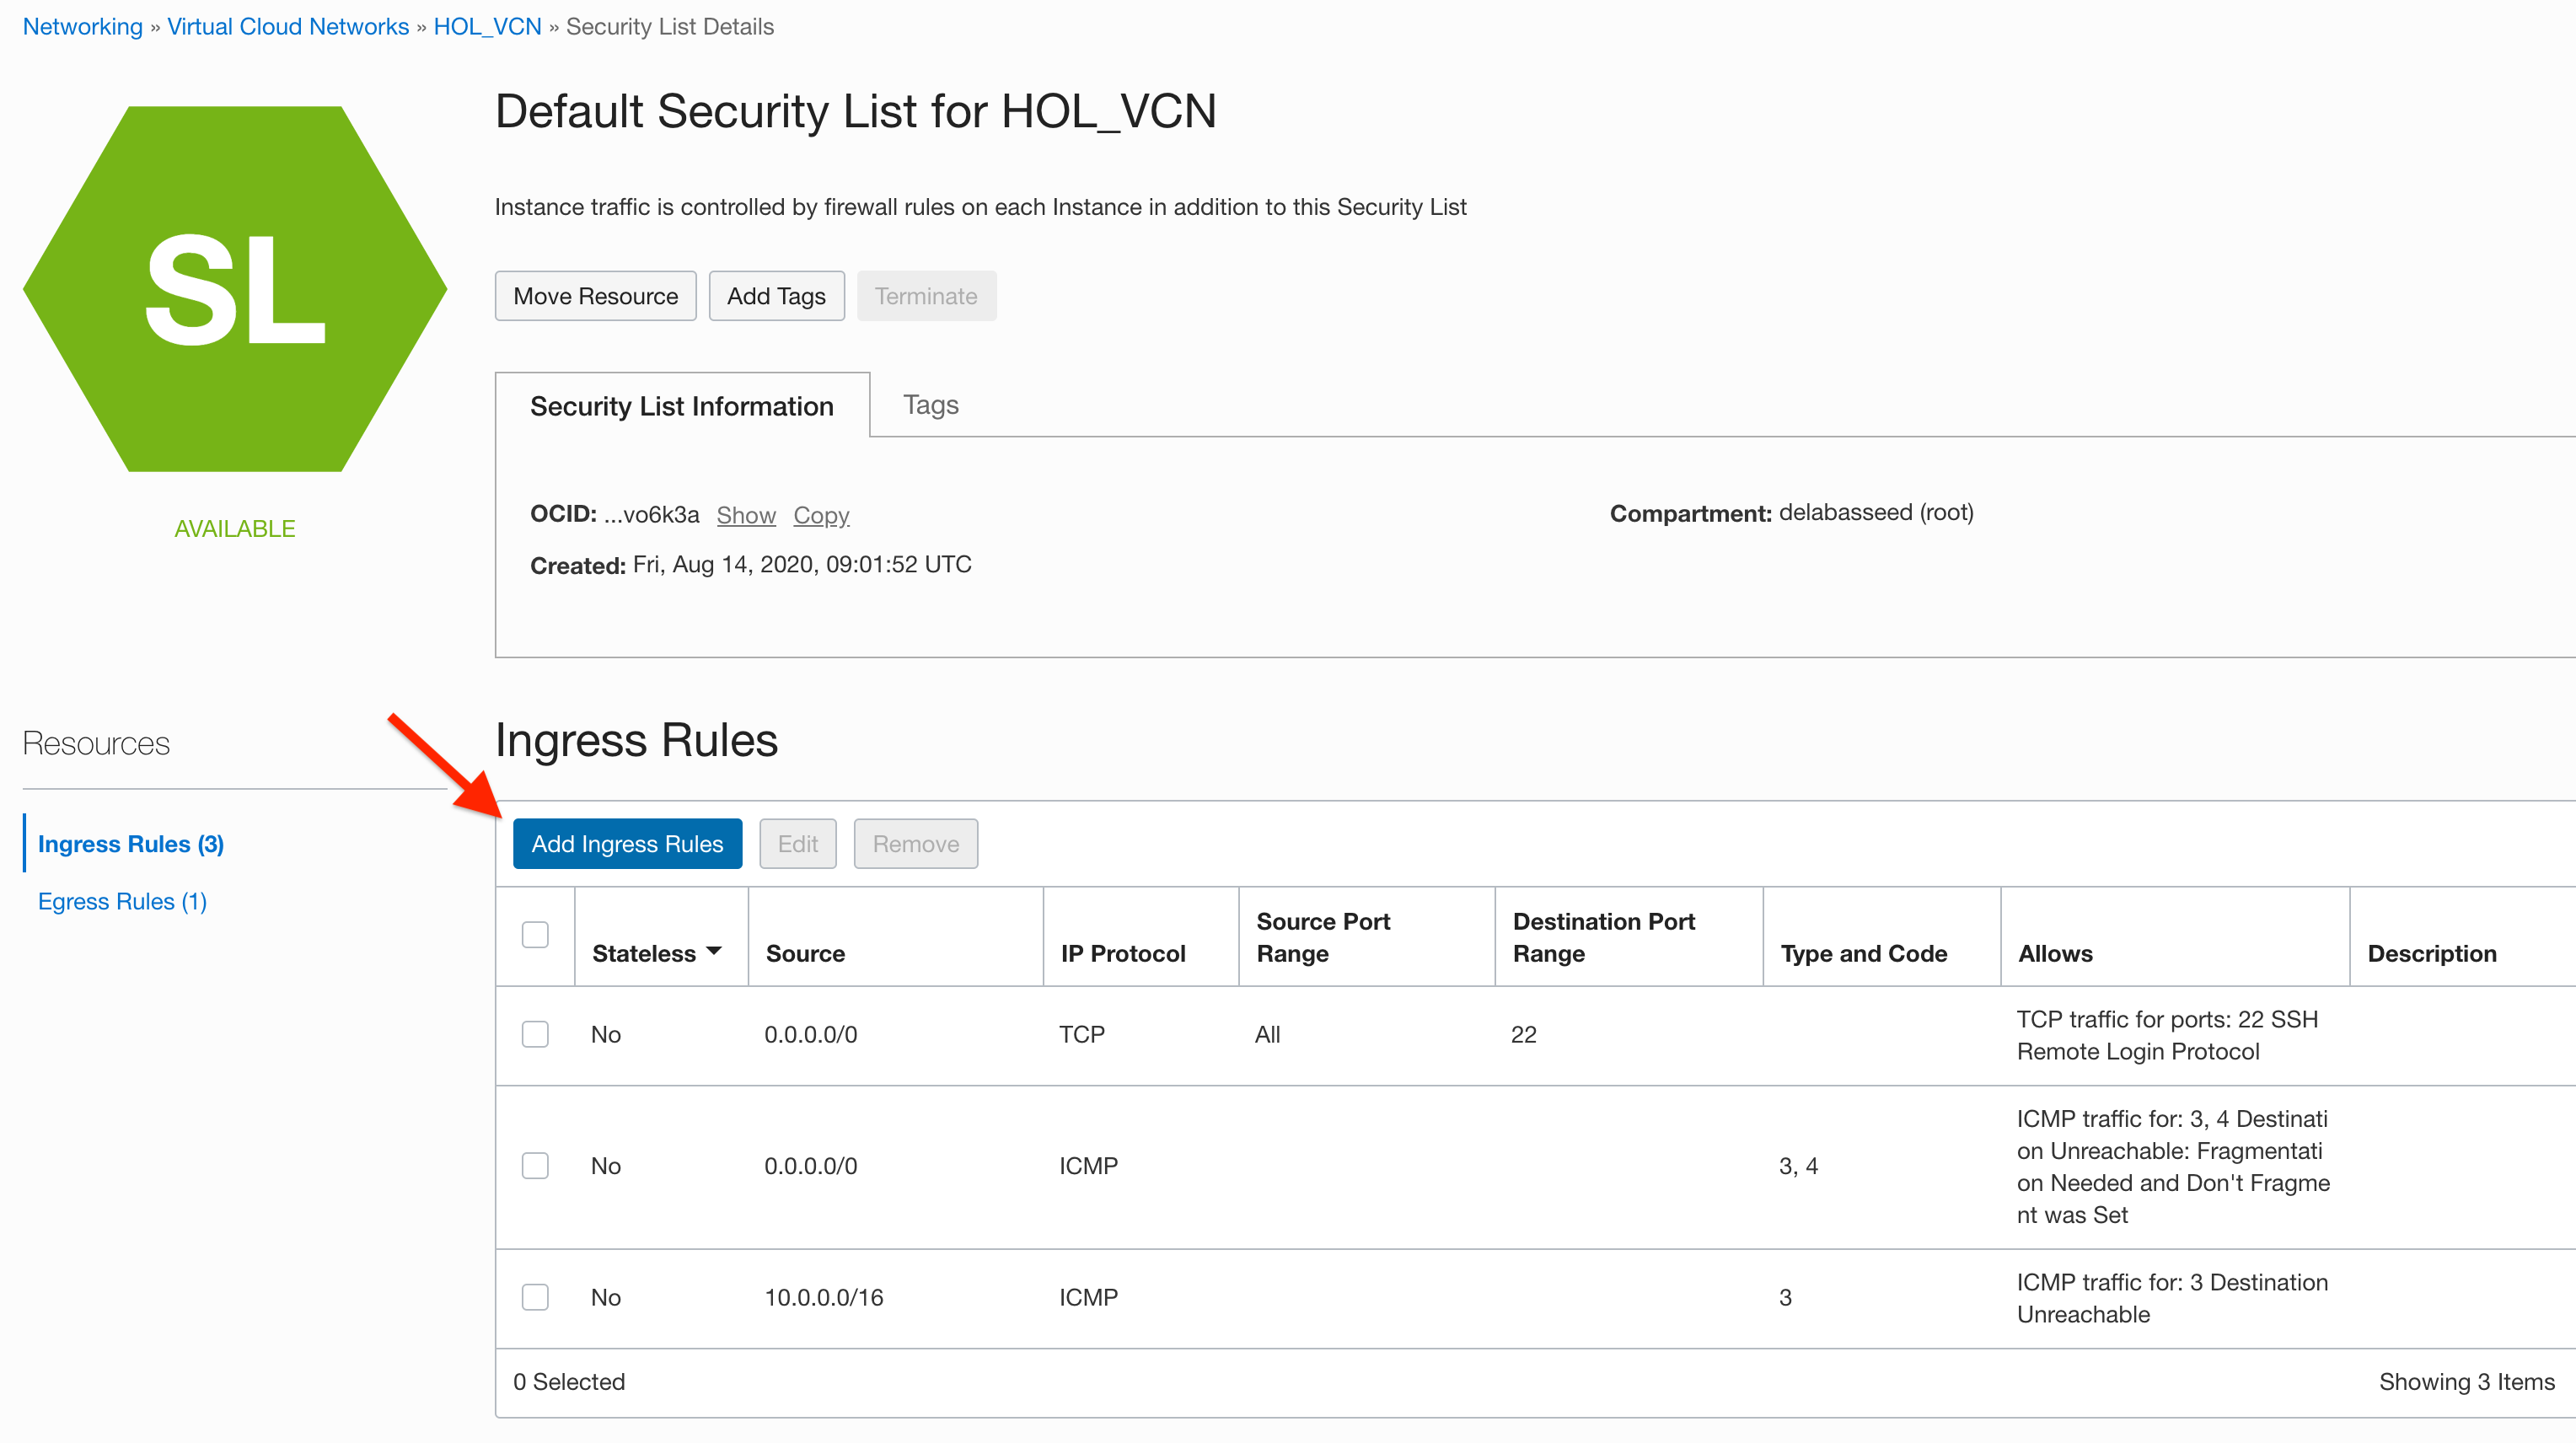 Networking » Virtual Cloud Networks » HOL_VCN » Security List Details
SL
AVAILABLE
Default Security List for HOL_VCN
Instance traffic is controlled by firewall rules on each Instance in addition to this Security List
Move Resource Add Tags Terminate
Security List Information Tags
OCID: ...vo6k3a Show Copy
Compartment: delabasseed (root)
Created: Fri, Aug 14, 2020, 09:01:52 UTC
Resources
Ingress Rules (3)
Egress Rules (1)
Ingress Rules
Add Ingress Rules Edit Remove
Stateless Source IP Protocol Source Port Range Destination Port Range Type and Code Allows Description
No 0.0.0.0/0 TCP All 22 TCP traffic for ports: 22 SSH
Remote Login Protocol
No 0.0.0.0/0 ICMP 3, 4 ICMP traffic for: 3, 4 Destinati
on Unreachable: Fragmentati
on Needed and Don't Fragme
nt was Set
No 10.0.0.0/16 ICMP 3 ICMP traffic for: 3 Destination
Unreachable
0 Selected Showing 3 Items